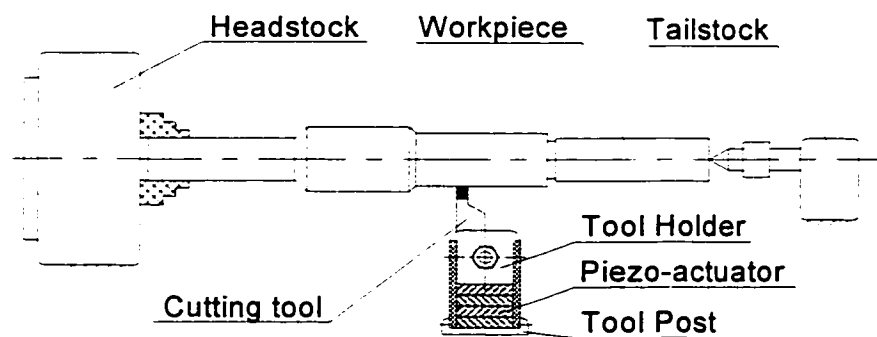 Headstock
Workpiece
Tailstock
Tool Holder
Piezo-actuator
Cutting tool
Tool Post